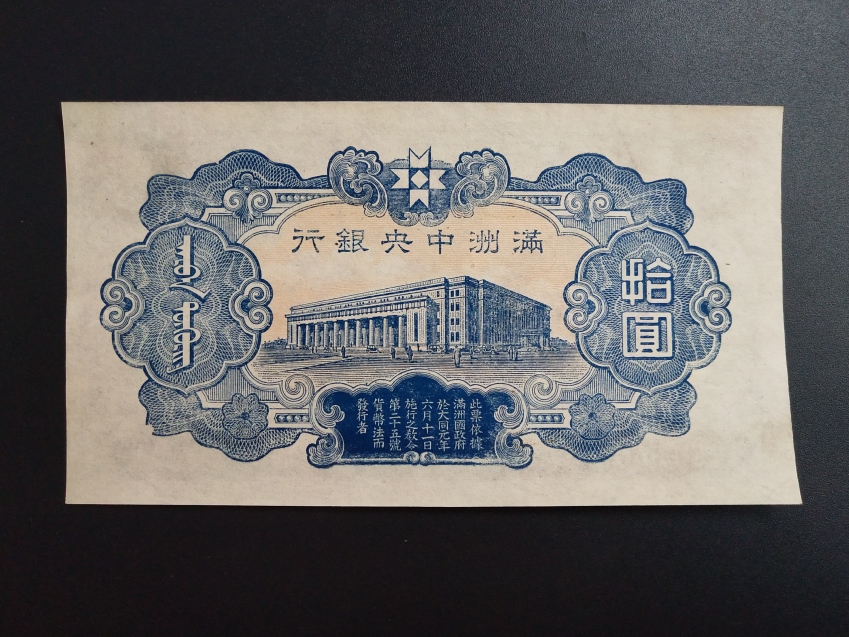 滿洲中央銀行
拾圓
此票依據
滿洲國政府
於大同元年
六月十一日
施行之敎令
第二十五號
貨幣法而
發行者